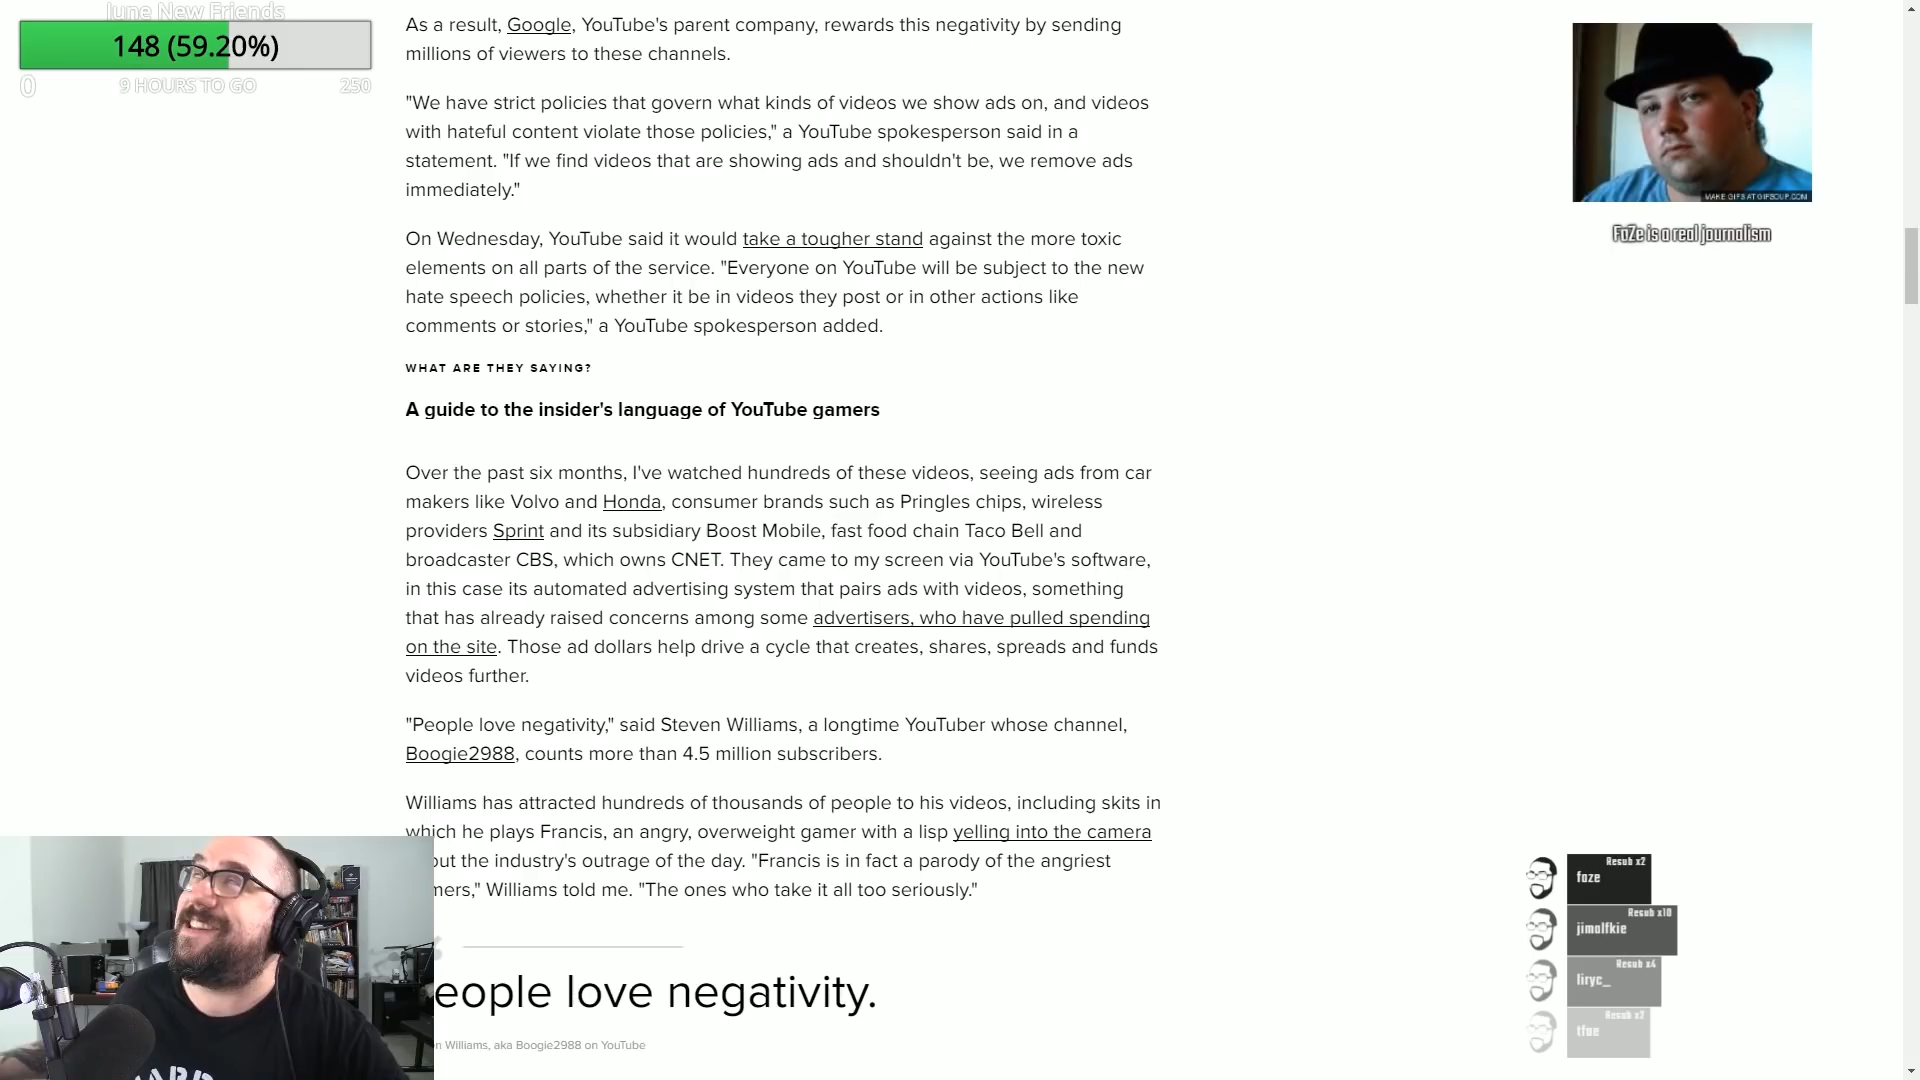 June New Friends
148 (59.20%)
0 9 HOURS TO GO 250
As a result, Google, YouTube's parent company, rewards this negativity by sending
millions of viewers to these channels.
"We have strict policies that govern what kinds of videos we show ads on, and videos
with hateful content violate those policies," a YouTube spokesperson said in a
statement. "If we find videos that are showing ads and shouldn't be, we remove ads
immediately."
On Wednesday, YouTube said it would take a tougher stand against the more toxic
elements on all parts of the service. "Everyone on YouTube will be subject to the new
hate speech policies, whether it be in videos they post or in other actions like
comments or stories," a YouTube spokesperson added.
WHAT ARE THEY SAYING?
A guide to the insider's language of YouTube gamers
Over the past six months, I've watched hundreds of these videos, seeing ads from car
makers like Volvo and Honda, consumer brands such as Pringles chips, wireless
providers Sprint and its subsidiary Boost Mobile, fast food chain Taco Bell and
broadcaster CBS, which owns CNET. They came to my screen via YouTube's software,
in this case its automated advertising system that pairs ads with videos, something
that has already raised concerns among some advertisers, who have pulled spending
on the site. Those ad dollars help drive a cycle that creates, shares, spreads and funds
videos further.
"People love negativity," said Steven Williams, a longtime YouTuber whose channel,
Boogie2988, counts more than 4.5 million subscribers.
Williams has attracted hundreds of thousands of people to his videos, including skits in
which he plays Francis, an angry, overweight gamer with a lisp yelling into the camera
out the industry's outrage of the day. "Francis is in fact a parody of the angriest
mers," Williams told me. "The ones who take it all too seriously."
eople love negativity.
n Williams, aka Boogie2988 on YouTube
MAKE GIFS AT GIFSOUP.COM
FaZe is a real journalism
Resub x2
faze
Resub x10
jimalfkie
Resub x4
liryc_
Resub x2
tfue